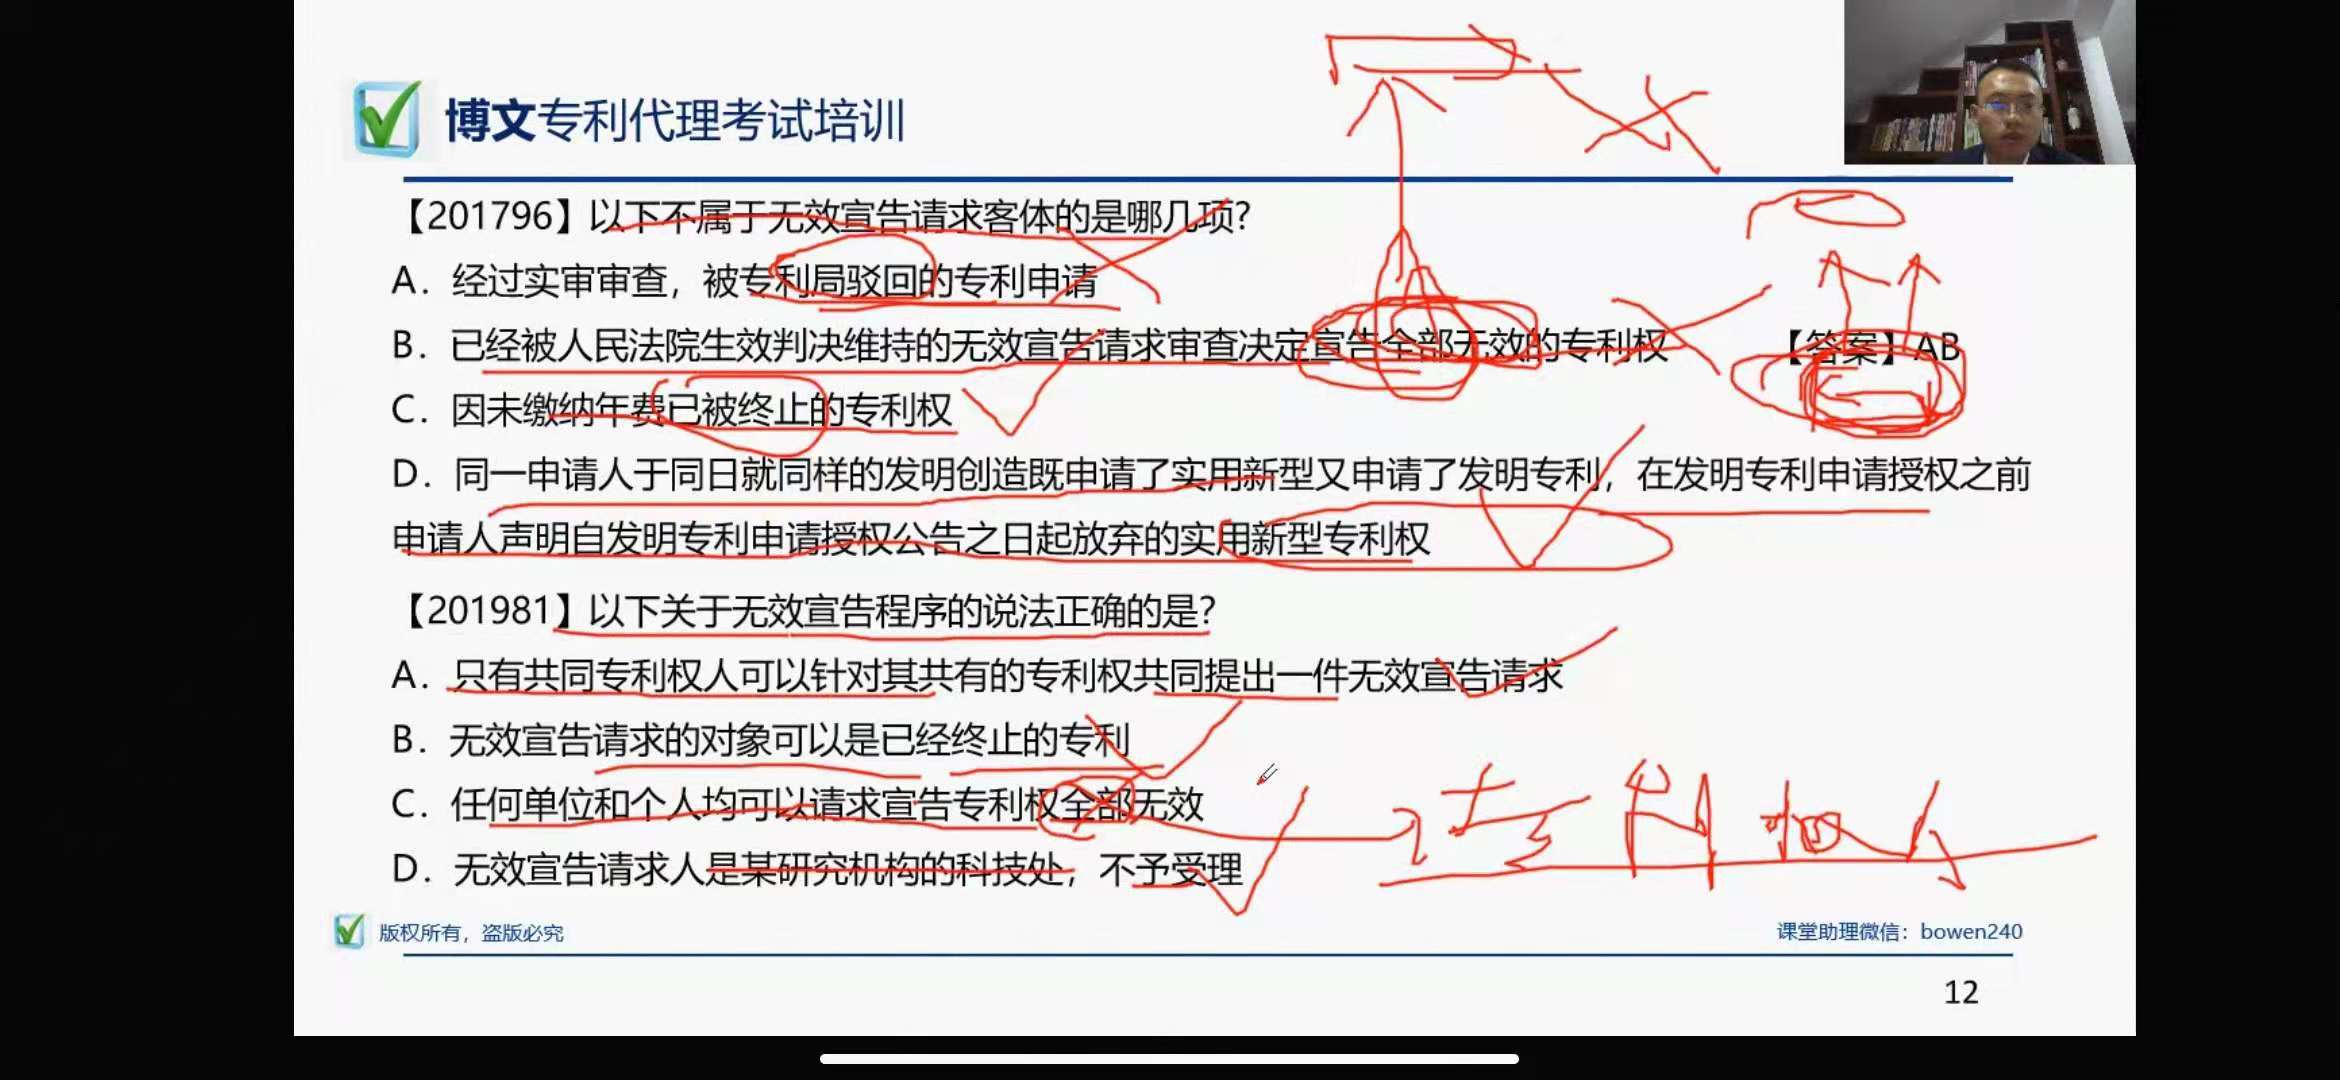 博文专利代理考试培训
【201796】以下不属于无效宣告请求客体的是哪几项?
A. 经过实审审查，被专利局驳回的专利申请
B. 已经被人民法院生效判决维持的无效宣告请求审查决定宣告全部无效的专利权 【答案】AB
C. 因未缴纳年费已被终止的专利权
D. 同一申请人于同日就同样的发明创造既申请了实用新型又申请了发明专利，在发明专利申请授权之前
申请人声明自发明专利申请授权公告之日起放弃的实用新型专利权
【201981】以下关于无效宣告程序的说法正确的是?
A. 只有共同专利权人可以针对其共有的专利权共同提出一件无效宣告请求
B. 无效宣告请求的对象可以是已经终止的专利
C. 任何单位和个人均可以请求宣告专利权全部无效
D. 无效宣告请求人是某研究机构的科技处，不予受理
版权所有，盗版必究
课堂助理微信：bowen240
12